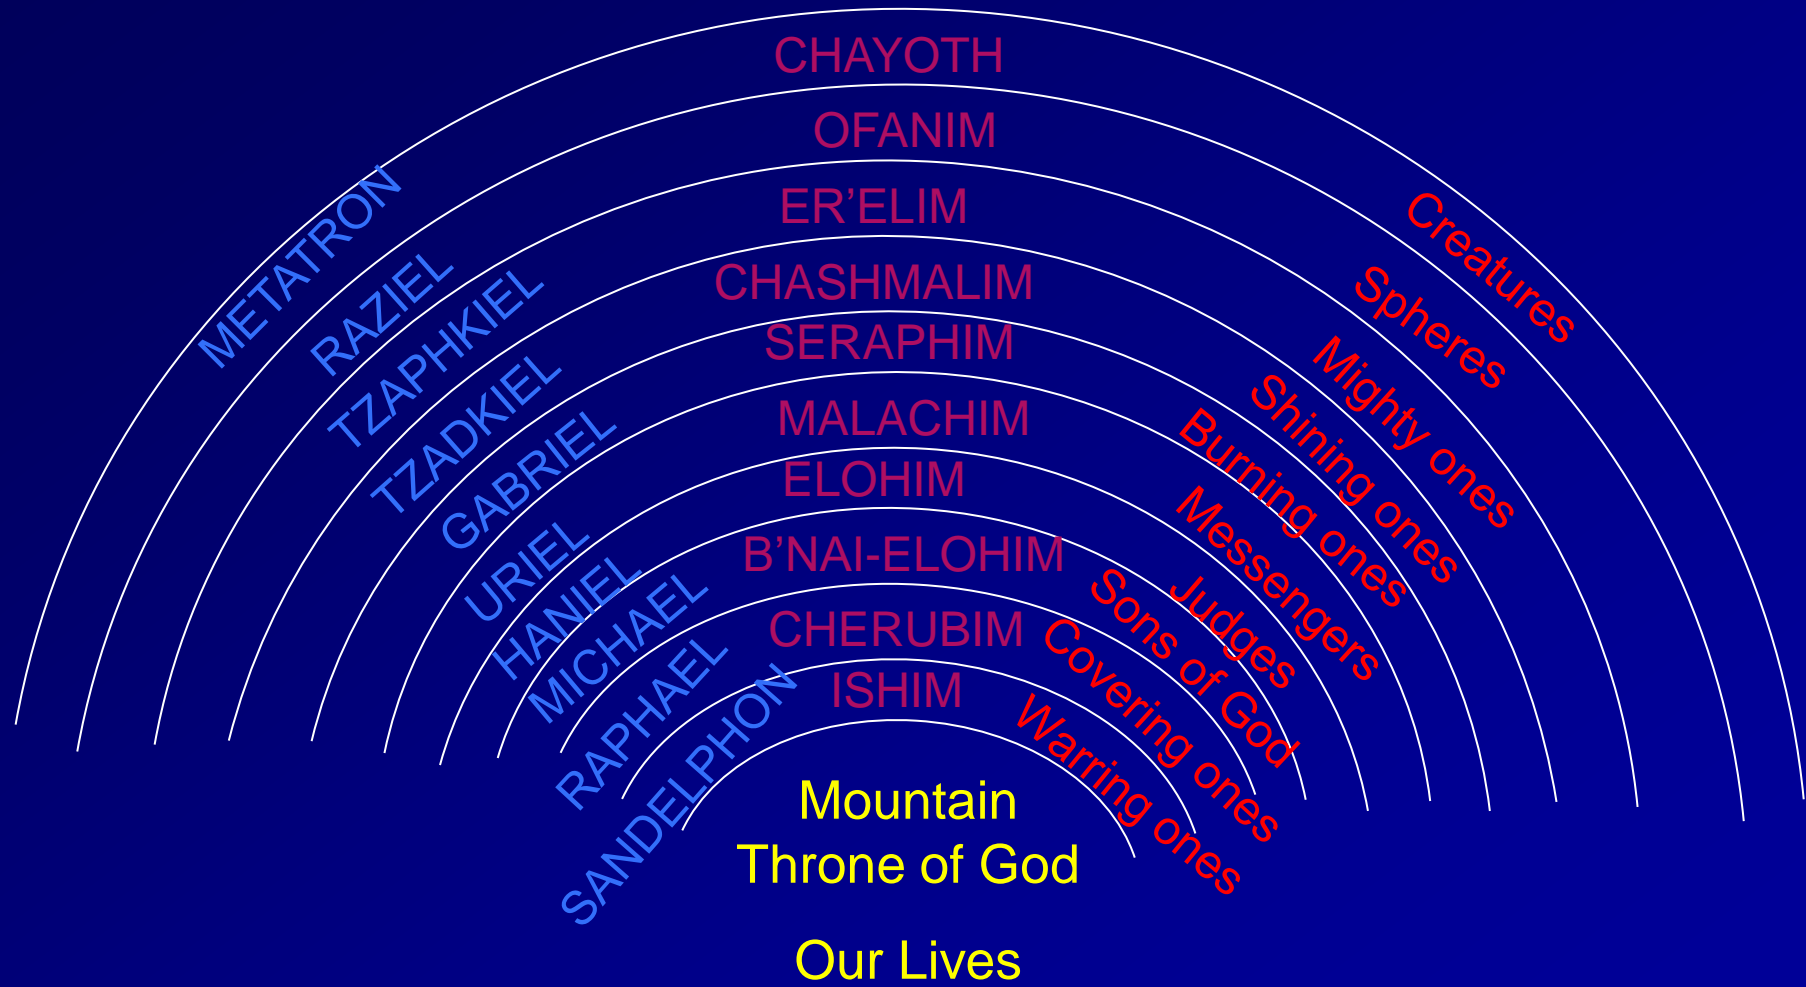 CHAYOTH
OFANIM
ER’ELIM
CHASHMALIM
SERAPHIM
MALACHIM
ELOHIM
B’NAI-ELOHIM
CHERUBIM
ISHIM
METATRON
RAZIEL
TZAPHKIEL
TZADKIEL
GABRIEL
URIEL
HANIEL
MICHAEL
RAPHAEL
SANDELPHON
Creatures
Spheres
Mighty ones
Shining ones
Burning ones
Messengers
Judges
Sons of God
Covering ones
Warring ones
Mountain
Throne of God
Our Lives